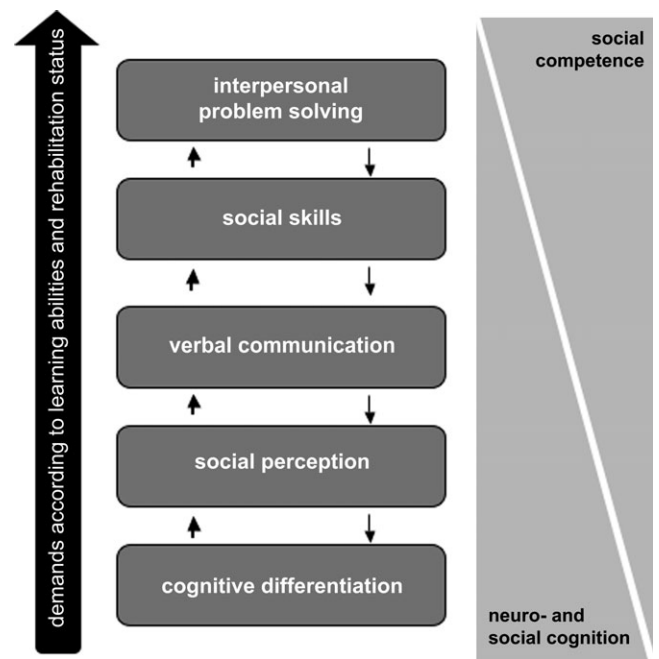 demands according to learning abilities and rehabilitation status
interpersonal
problem solving
social skills
verbal communication
social perception
cognitive differentiation
social
competence
neuro- and
social cognition